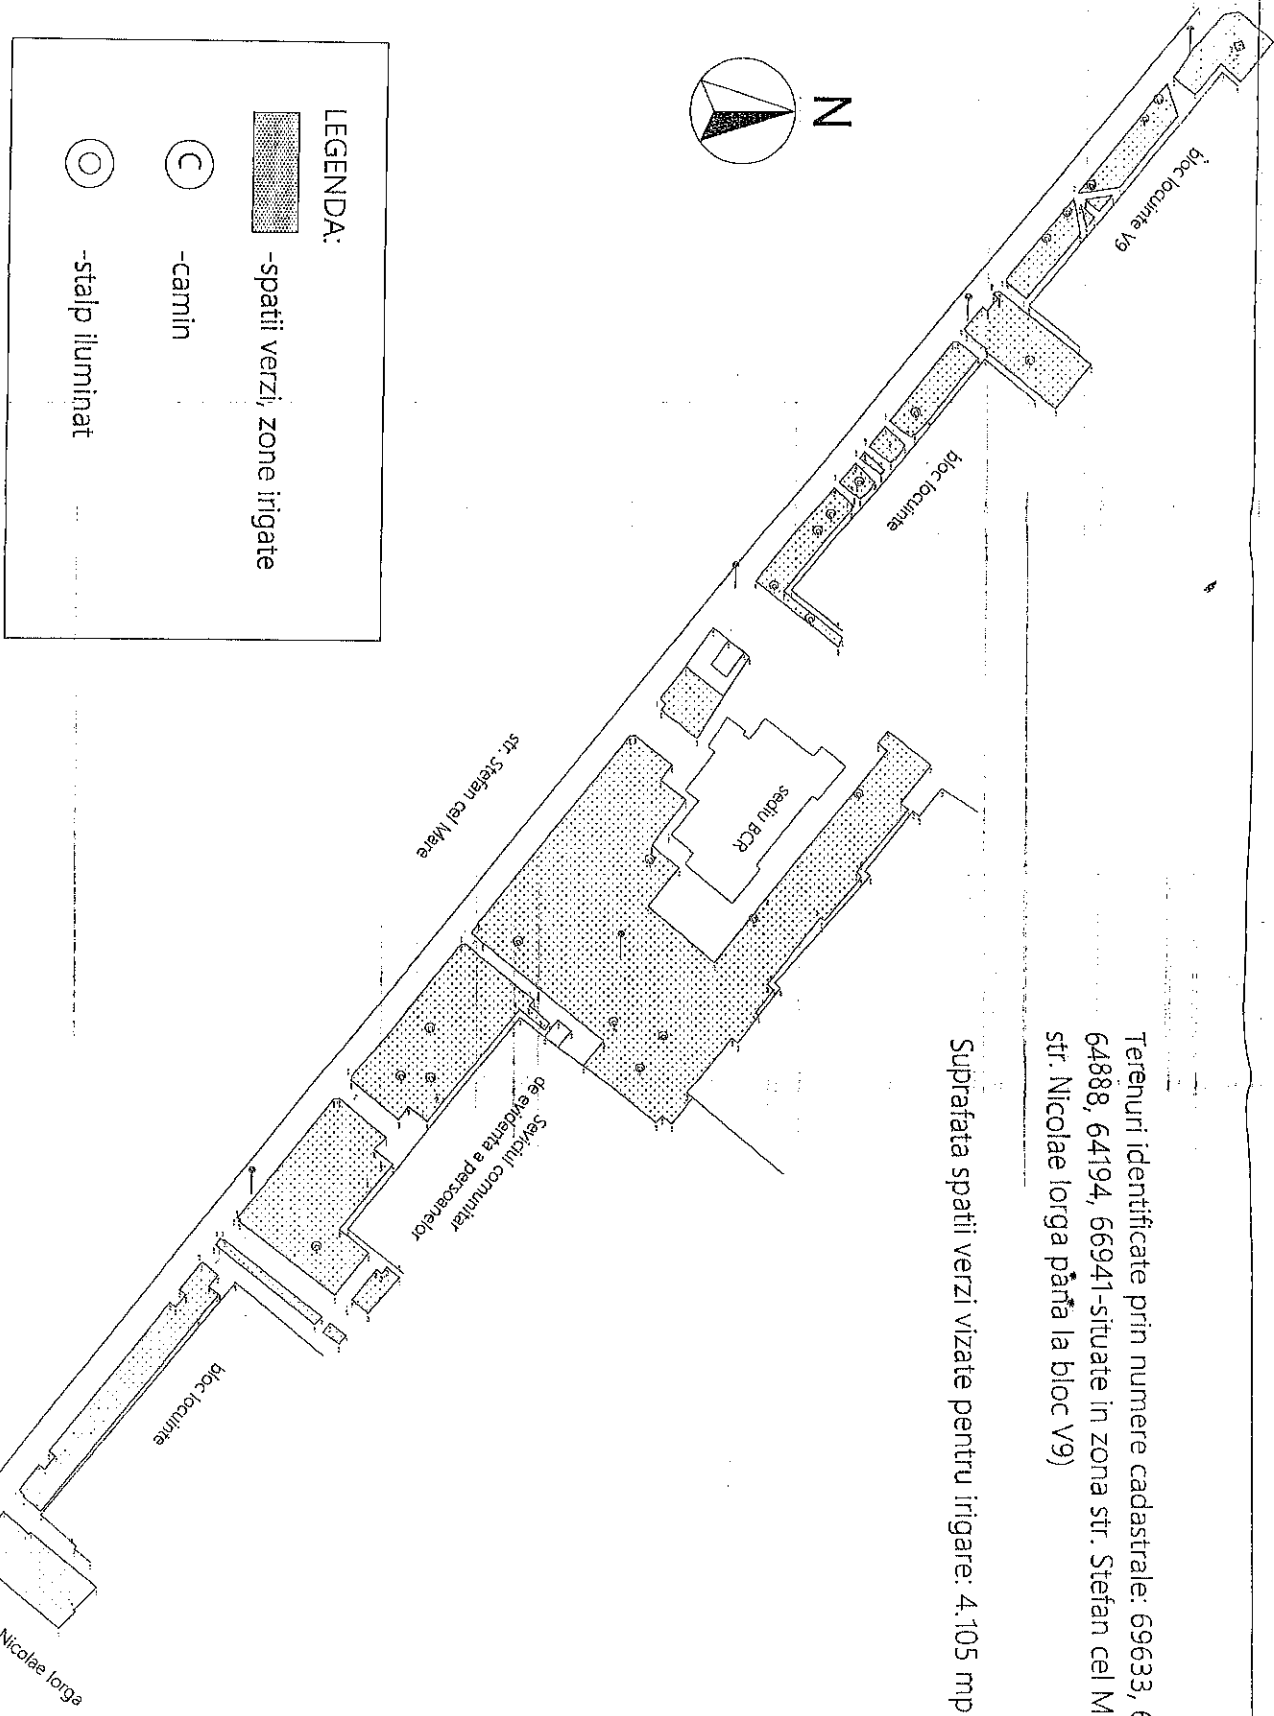 Terenuri identificate prin numere cadastrale: 69633,
64888, 64194, 66941-situate in zona str. Stefan cel M
str. Nicolae Iorga pana la bloc V9)
Suprafata spatii verzi vizate pentru irigare: 4.105 mp
N
bloc locuinte V9
bloc locuinte
sediu BCR
str. Stefan cel Mare
Seviciul comunitar
de evidenta a persoanelor
bloc locuinte
Nicolae Iorga
LEGENDA:
-spatii verzi, zone irigate
C -camin
-stalp iluminat